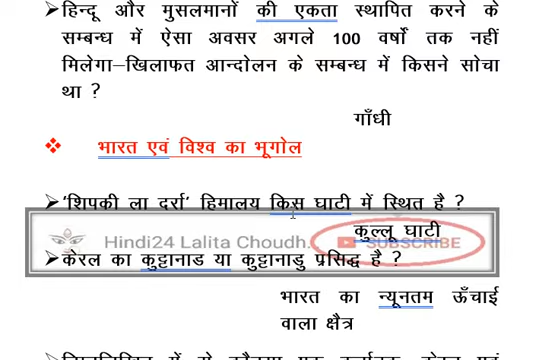 ➢हिन्दू और मुसलमानों की एकता स्थापित करने के
सम्बन्ध में ऐसा अवसर अगले 100 वर्षो तक नहीं
मिलेगा–खिलाफत आन्दोलन के सम्बन्ध में किसने सोचा
था ?
गाँधी
❖ भारत एवं विश्व का भूगोल
➢'शिपकी ला दर्रा' हिमालय किस घाटी में स्थित है ?
कुल्लू घाटी
Hindi24 Lalita Choudh. SUBSCRIBE
➢केरल का कुट्टानाड या कुट्टानाडु प्रसिद्ध है ?
भारत का न्यूनतम ऊँचाई
वाला क्षैत्र